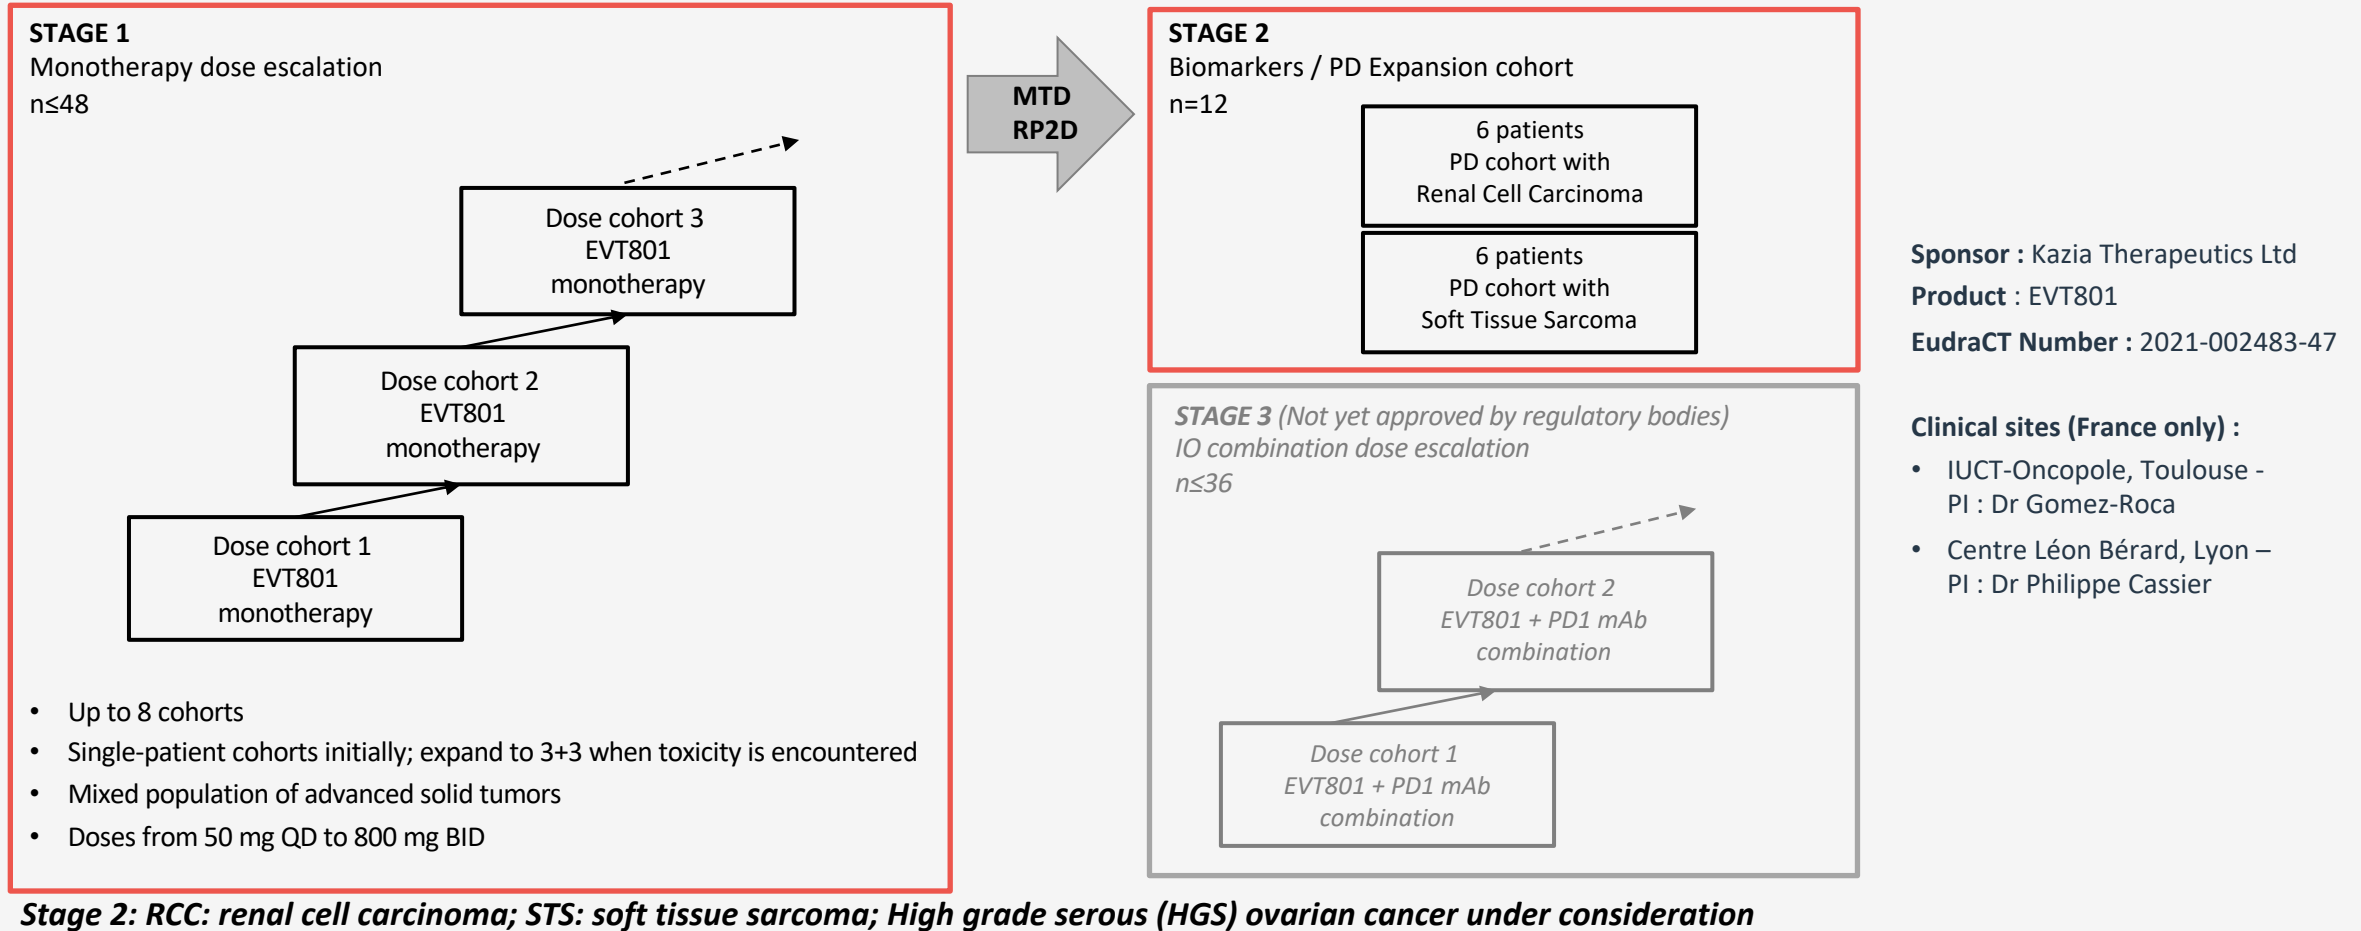 STAGE 1
Monotherapy dose escalation
n≤48
Dose cohort 3
EVT801
monotherapy
Dose cohort 2
EVT801
monotherapy
Dose cohort 1
EVT801
monotherapy
• Up to 8 cohorts
• Single-patient cohorts initially; expand to 3+3 when toxicity is encountered
• Mixed population of advanced solid tumors
• Doses from 50 mg QD to 800 mg BID
MTD
RP2D
STAGE 2
Biomarkers / PD Expansion cohort
n=12
6 patients
PD cohort with
Renal Cell Carcinoma
6 patients
PD cohort with
Soft Tissue Sarcoma
STAGE 3 (Not yet approved by regulatory bodies)
IO combination dose escalation
n≤36
Dose cohort 2
EVT801 + PD1 mAb
combination
Dose cohort 1
EVT801 + PD1 mAb
combination
Sponsor : Kazia Therapeutics Ltd
Product : EVT801
EudraCT Number : 2021-002483-47
Clinical sites (France only) :
• IUCT-Oncopole, Toulouse -
PI : Dr Gomez-Roca
• Centre Léon Bérard, Lyon –
PI : Dr Philippe Cassier
Stage 2: RCC: renal cell carcinoma; STS: soft tissue sarcoma; High grade serous (HGS) ovarian cancer under consideration